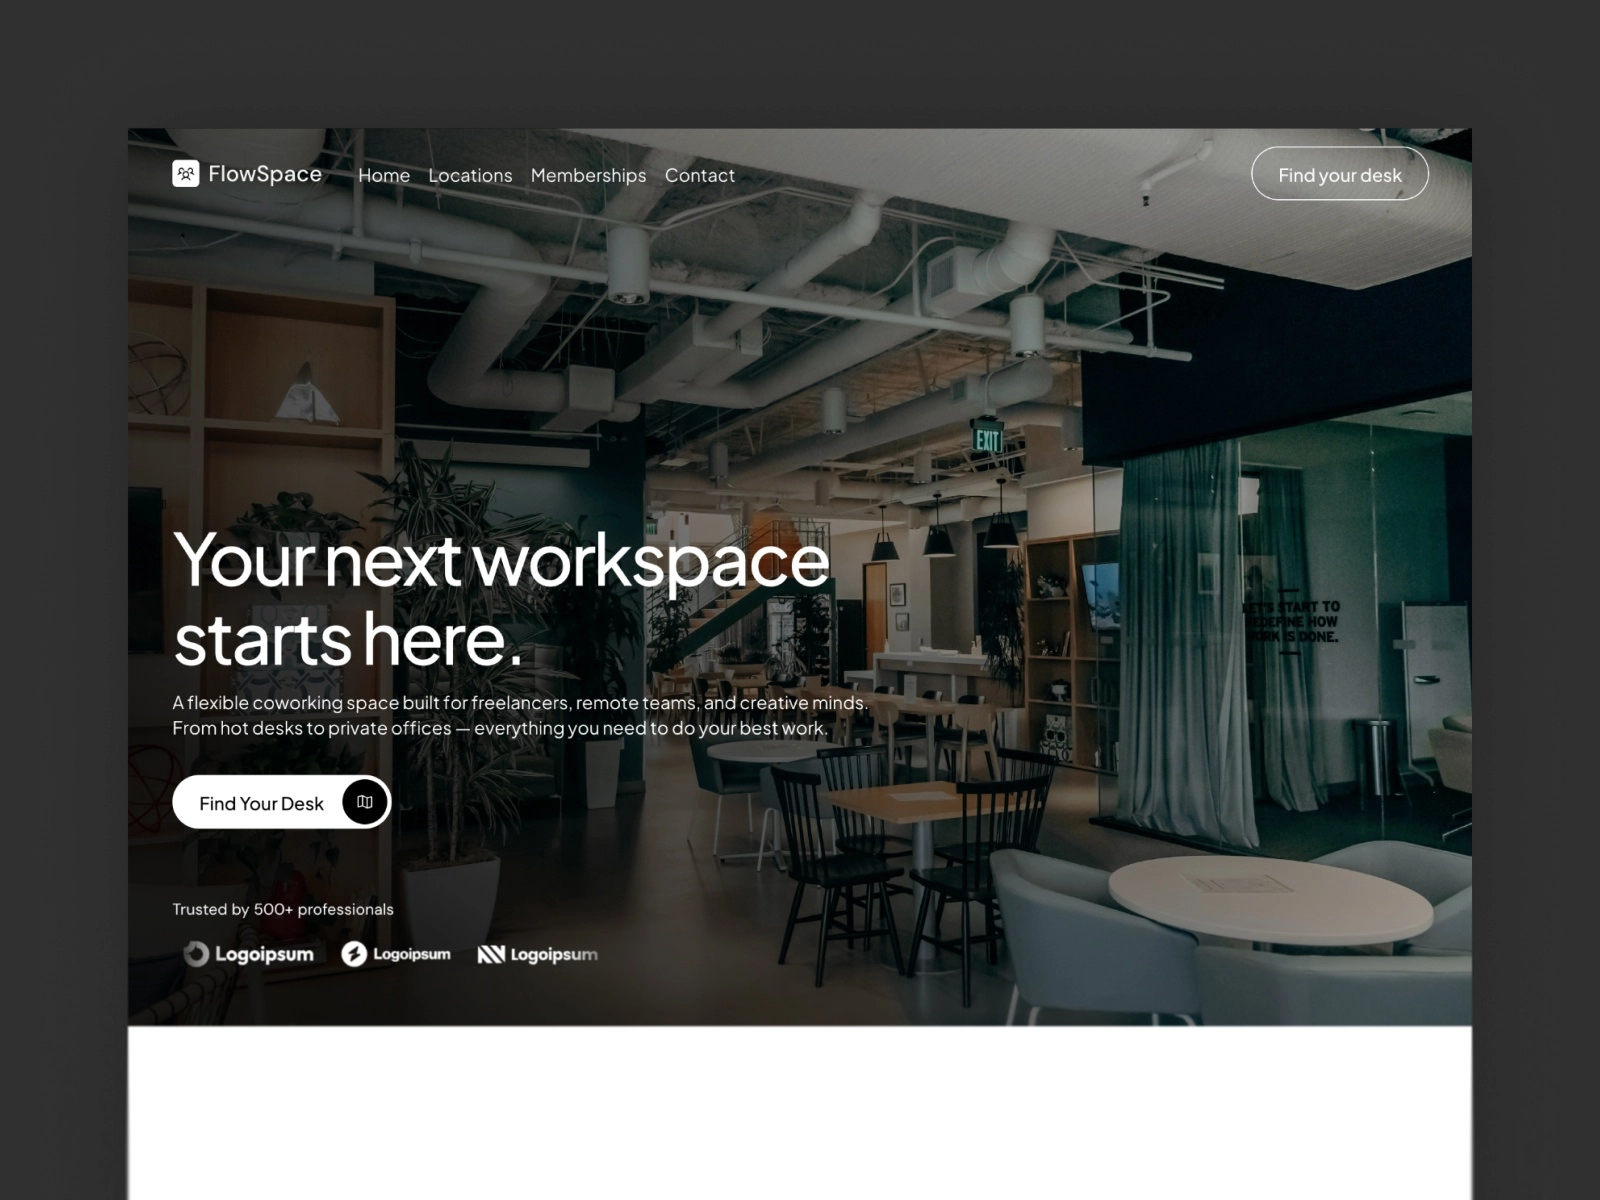 FlowSpace
Home Locations Memberships Contact
Find your desk
EXIT
Your next workspace
starts here.
LET'S START TO
REDEFINE HOW
WORK IS DONE.
A flexible coworking space built for freelancers, remote teams, and creative minds.
From hot desks to private offices — everything you need to do your best work.
Find Your Desk
Trusted by 500+ professionals
Logoipsum Logoipsum Logoipsum